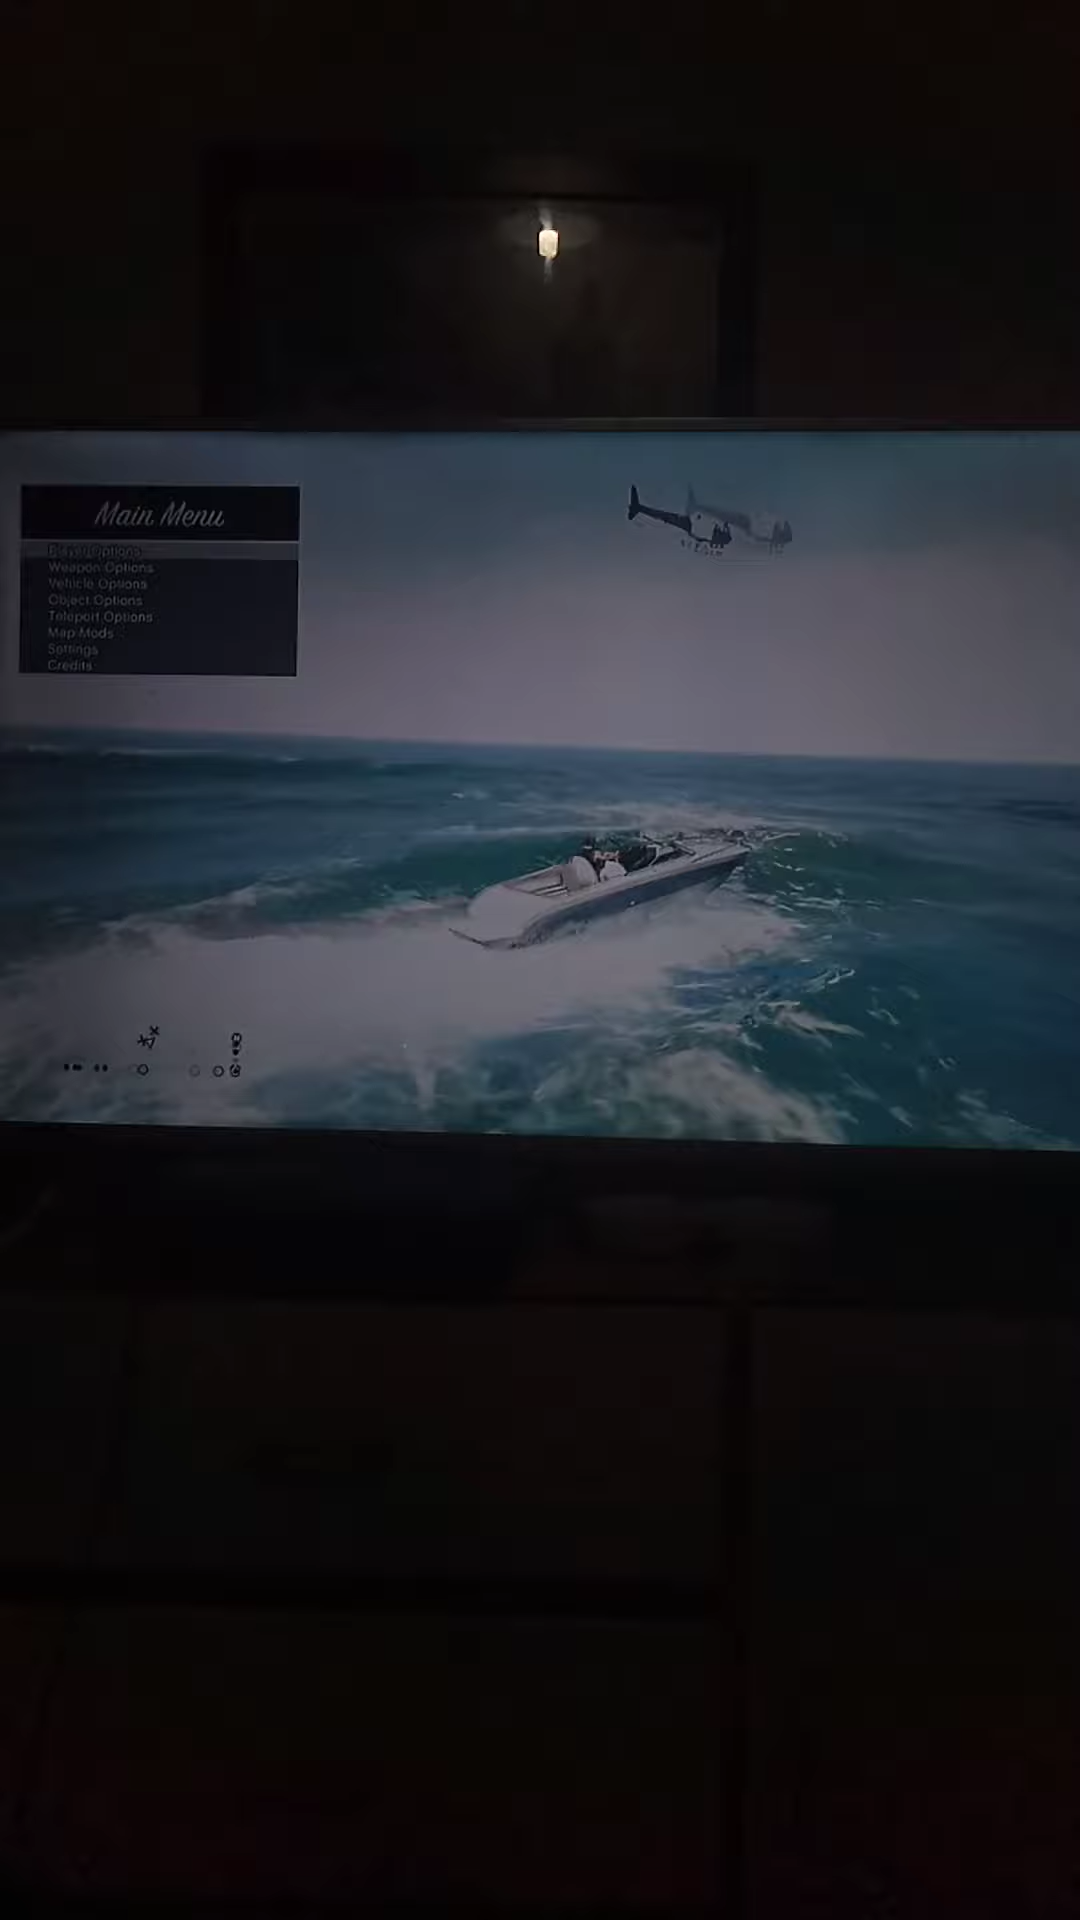 Main Menu
Player Options
Weapon Options
Vehicle Options
Object Options
Teleport Options
Map Mods
Settings
Credits